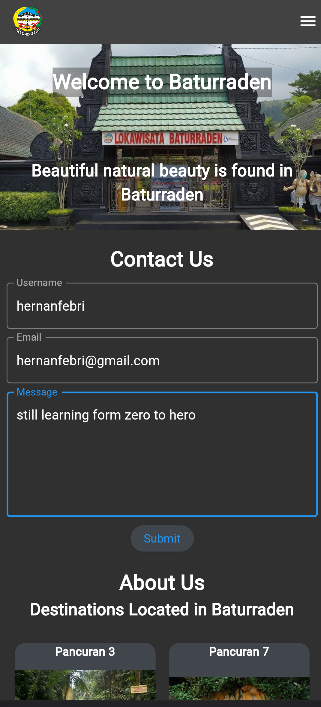 Welcome to Baturraden
LOKAWISATA BATURRADEN
Beautiful natural beauty is found in
Baturraden
Contact Us
Username
hernanfebri
Email
hernanfebri@gmail.com
Message
still learning form zero to hero
Submit
About Us
Destinations Located in Baturraden
Pancuran 3
Pancuran 7